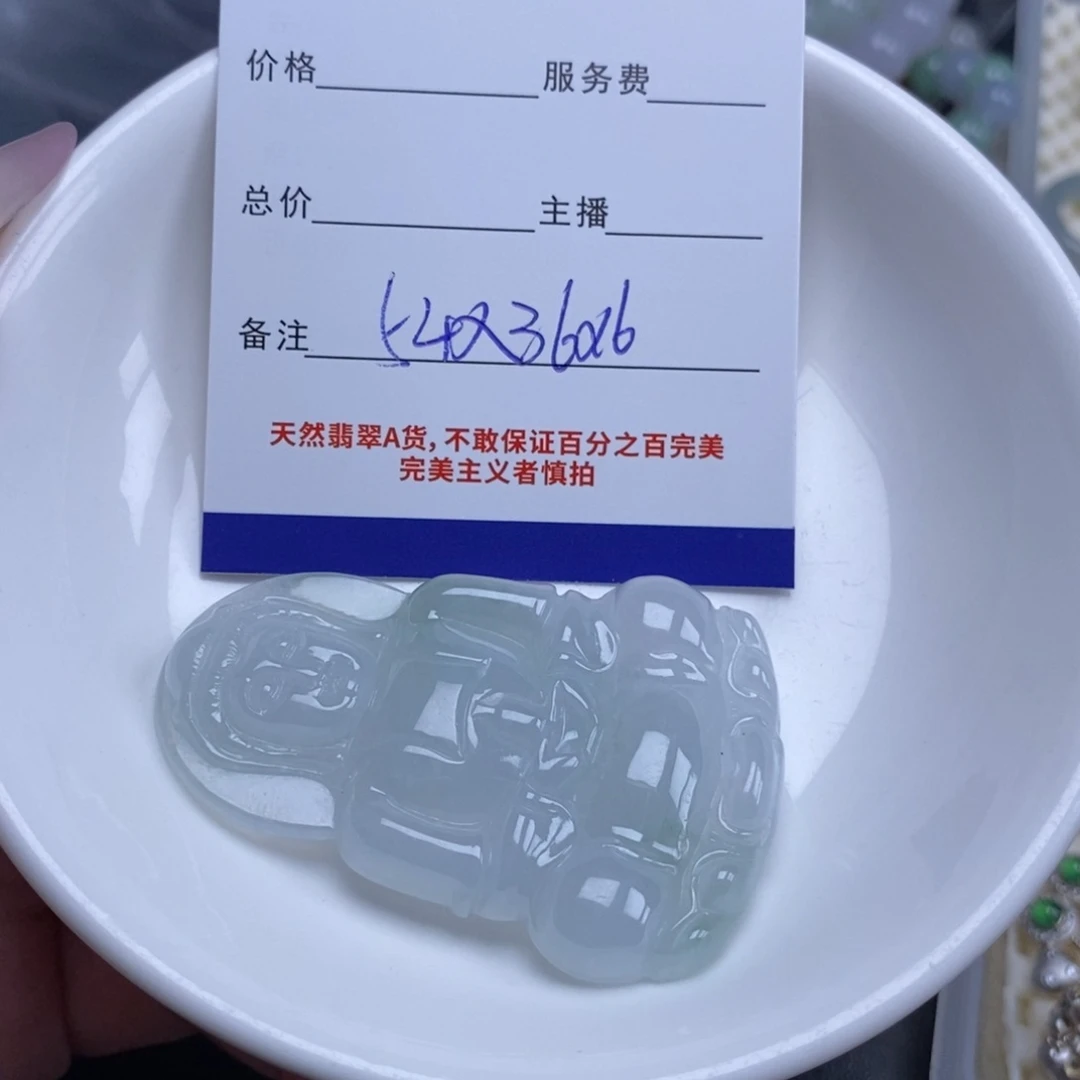 价格 服务费
总价 主播
备注 54x36x6
天然翡翠A货,不敢保证百分之百完美
完美主义者慎拍